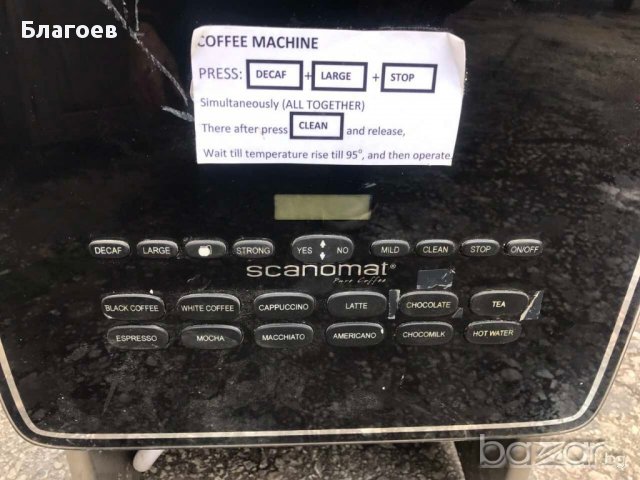 Благоев
COFFEE MACHINE
PRESS: DECAF + LARGE + STOP
Simultaneously (ALL TOGETHER)
There after press CLEAN and release,
Wait till temperature rise till 95°, and then operate.
DECAF LARGE STRONG YES NO MILD CLEAN STOP ON/OFF
scanomat®
Pure Coffee
BLACK COFFEE WHITE COFFEE CAPPUCCINO LATTE CHOCOLATE TEA
ESPRESSO MOCHA MACCHIATO AMERICANO CHOCOMILK HOT WATER
bazar.bg